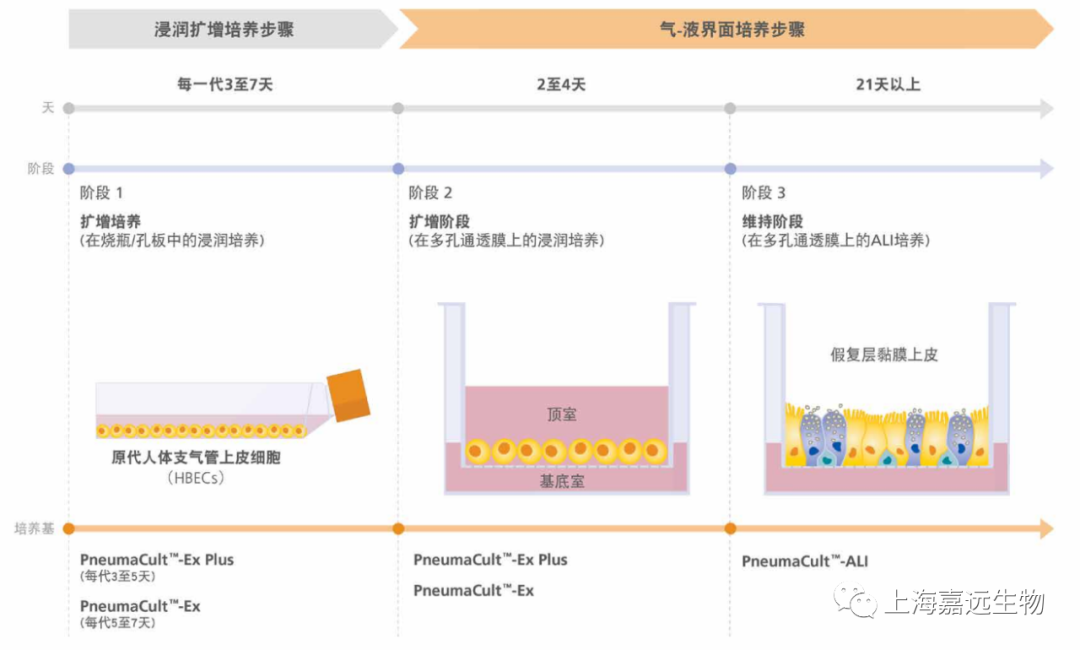 浸润扩增培养步骤
气-液界面培养步骤
每一代3至7天
2至4天
21天以上
天
阶段
阶段 1
扩增培养
(在烧瓶/孔板中的浸润培养)
阶段 2
扩增阶段
(在多孔通透膜上的浸润培养)
阶段 3
维持阶段
(在多孔通透膜上的ALI培养)
原代人体支气管上皮细胞
(HBECs)
顶室
基底室
假复层黏膜上皮
培养基
PneumaCult™-Ex Plus
(每代3至5天)
PneumaCult™-Ex
(每代5至7天)
PneumaCult™-Ex Plus
PneumaCult™-Ex
PneumaCult™-ALI
上海嘉远生物